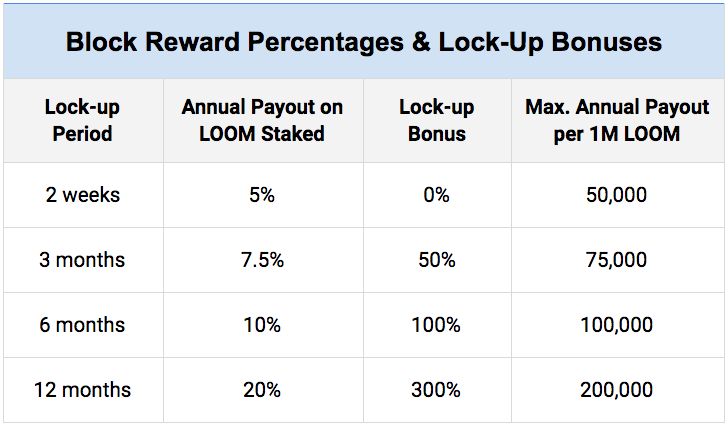 Block Reward Percentages & Lock-Up Bonuses
Lock-up Period Annual Payout on LOOM Staked Lock-up Bonus Max. Annual Payout per 1M LOOM
2 weeks 5% 0% 50,000
3 months 7.5% 50% 75,000
6 months 10% 100% 100,000
12 months 20% 300% 200,000